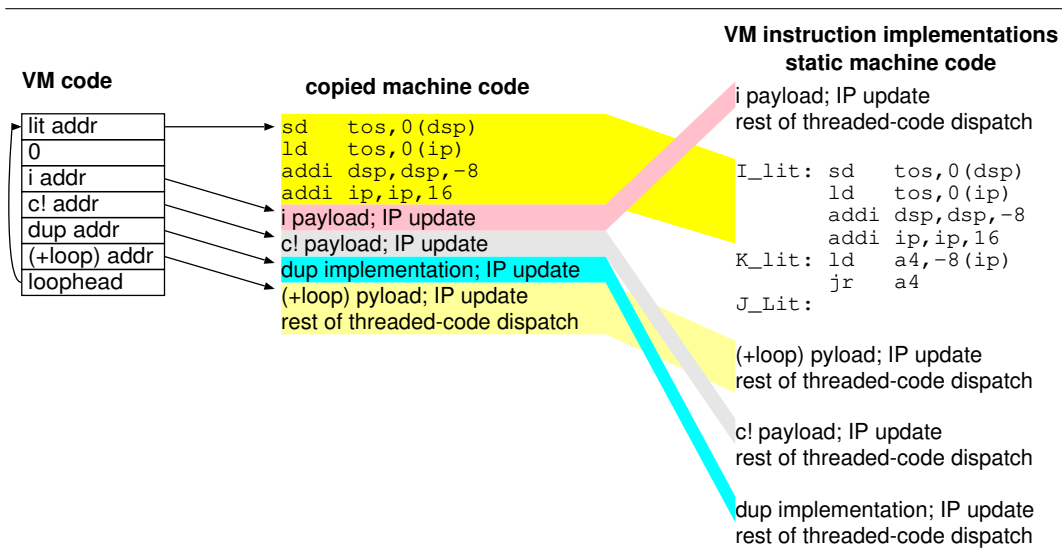 VM code
lit addr
0
i addr
c! addr
dup addr
(+loop) addr
loophead
copied machine code
sd tos,0(dsp)
ld tos,0(ip)
addi dsp,dsp,-8
addi ip,ip,16
i payload; IP update
c! payload; IP update
dup implementation; IP update
(+loop) pyload; IP update
rest of threaded-code dispatch
VM instruction implementations
static machine code
i payload; IP update
rest of threaded-code dispatch
I_lit: sd tos,0(dsp)
ld tos,0(ip)
addi dsp,dsp,-8
addi ip,ip,16
K_lit: ld a4,-8(ip)
jr a4
J_Lit:
(+loop) pyload; IP update
rest of threaded-code dispatch
c! payload; IP update
rest of threaded-code dispatch
dup implementation; IP update
rest of threaded-code dispatch